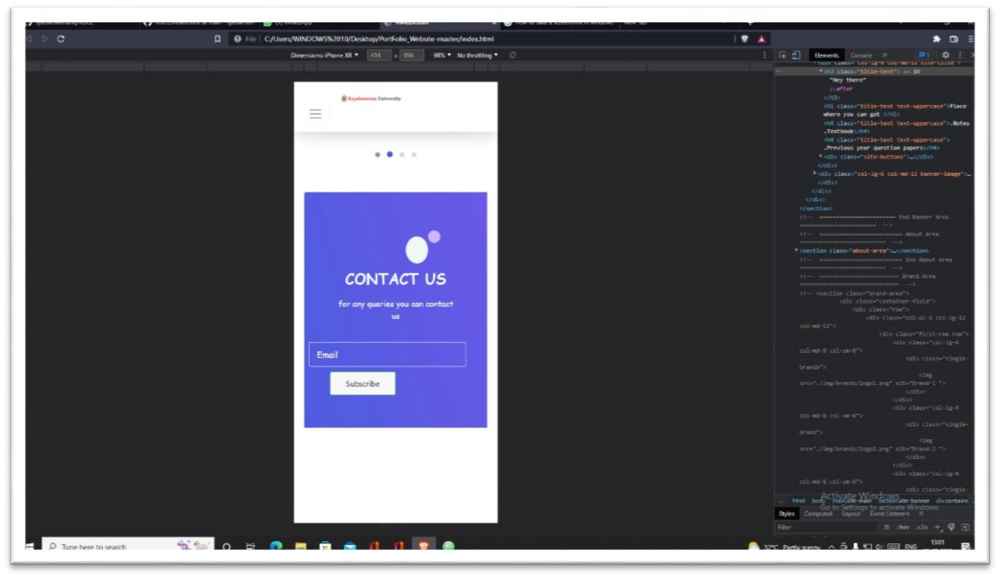 How to take a screenshot in windows
New Tab
File
C:/Users/WINDOWS%2010/Desktop/PortFolio_Website-master/index.html
Dimensions: iPhone XR ▼ 414 × 896 98% ▼ No throttling ▼
Elements Console » 1
University
CONTACT US
for any queries you can contact
us
Email
Subscribe
<div class="col-lg-6 col-md-12 site-title">
▼<h3 class="title-text"> == $0
"Hey there"
::after
</h3>
<h1 class="title-text text-uppercase">Place
where you can get </h1>
<h4 class="title-text text-uppercase">.Notes
.Textbook</h4>
<h4 class="title-text text-uppercase">
.Previous year question papers</h4>
▶<div class="site-buttons">…</div>
</div>
▶<div class="col-lg-6 col-md-12 banner-image">…
</div>
</div>
</div>
</section>
<!-- ======================= End Banner Area
======================= -->
<!-- ========================= About Area
========================== -->
▶<section class="about-area">…</section>
<!-- ========================= End About Area
========================== -->
<!-- ======================== Brand Area
========================= -->
<!-- <section class="brand-area">
<div class="container-fluid">
<div class="row">
<div class="col-xl-6 col-lg-12
col-md-12">
<div class="first-row row">
<div class="col-lg-4
col-md-6 col-sm-6">
<div class="single-
brand">
<img
src="./img/brands/logo1.png" alt="Brand-1 ">
</div>
</div>
<div class="col-lg-4
col-md-6 col-sm-6">
<div class="single-
brand">
<img
src="./img/brands/logo2.png" alt="Brand-2 ">
</div>
</div>
<div class="col-lg-4
col-md-6 col-sm-6">
<div class="single-
Activate Windows
Go to Settings to activate Windows.
... html body main.site-main section.site-banner div.containe
Styles Computed Layout Event Listeners »
Filter :hov .cls +
Type here to search
32°C Partly sunny ENG 13:01